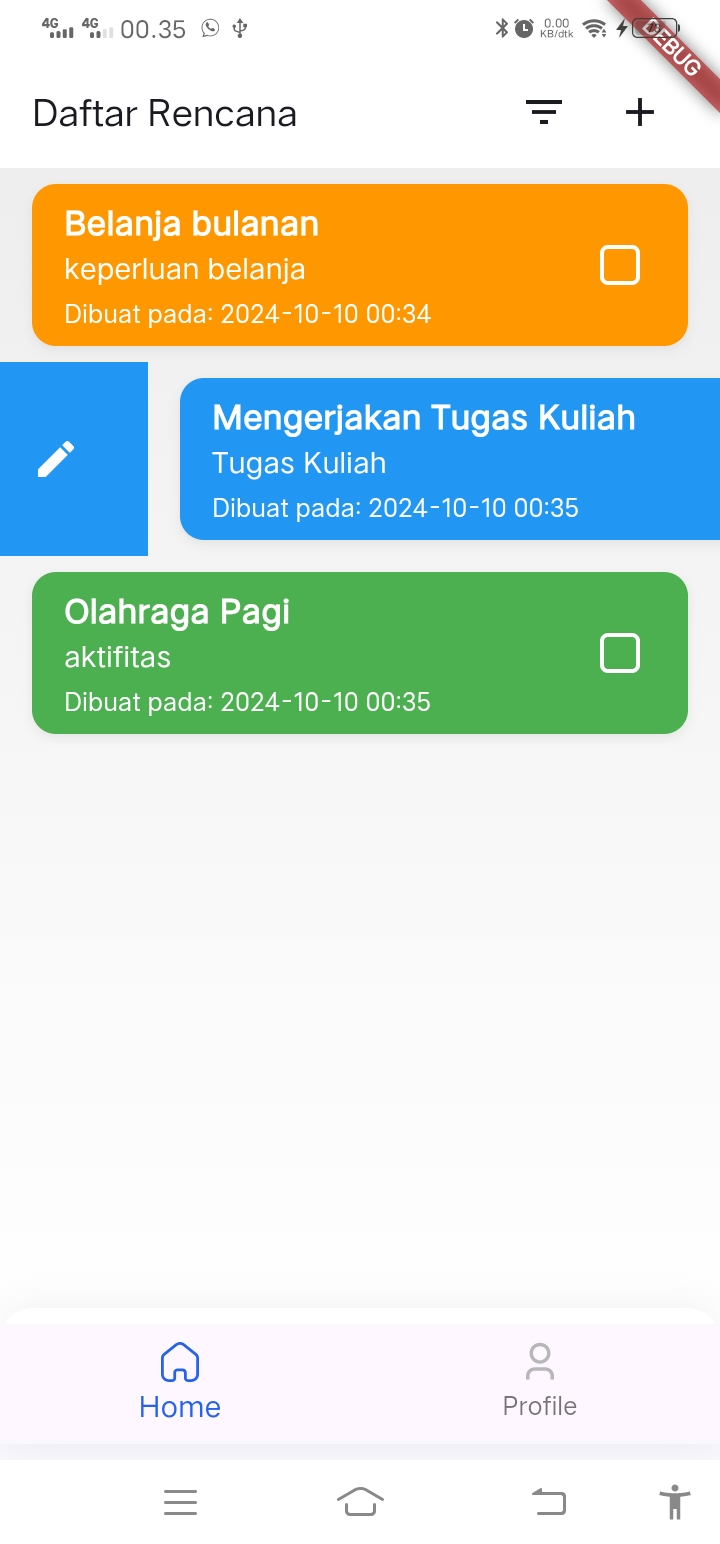 4G 4G 00.35 0.00 KB/dtk
DEBUG
Daftar Rencana
Belanja bulanan
keperluan belanja
Dibuat pada: 2024-10-10 00:34
Mengerjakan Tugas Kuliah
Tugas Kuliah
Dibuat pada: 2024-10-10 00:35
Olahraga Pagi
aktifitas
Dibuat pada: 2024-10-10 00:35
Home Profile